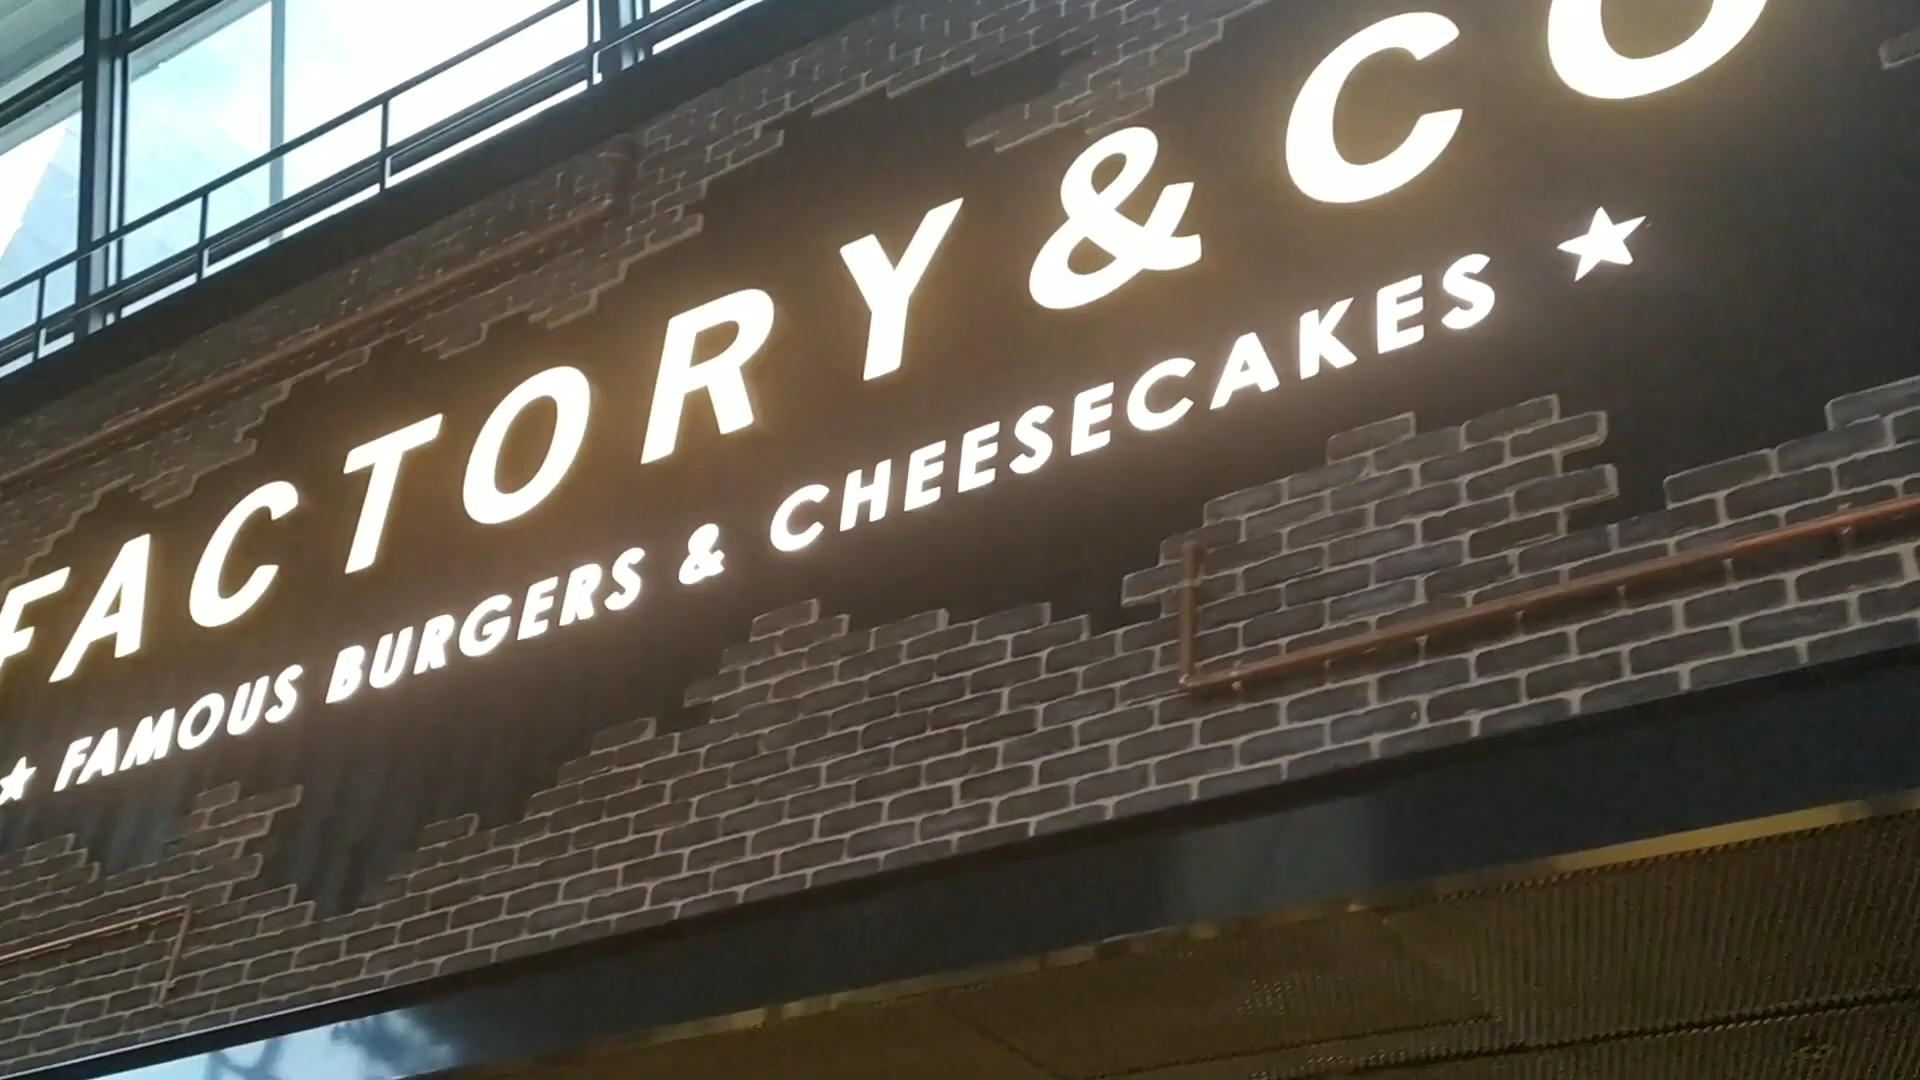 FACTORY & CO
★ FAMOUS BURGERS & CHEESECAKES ★